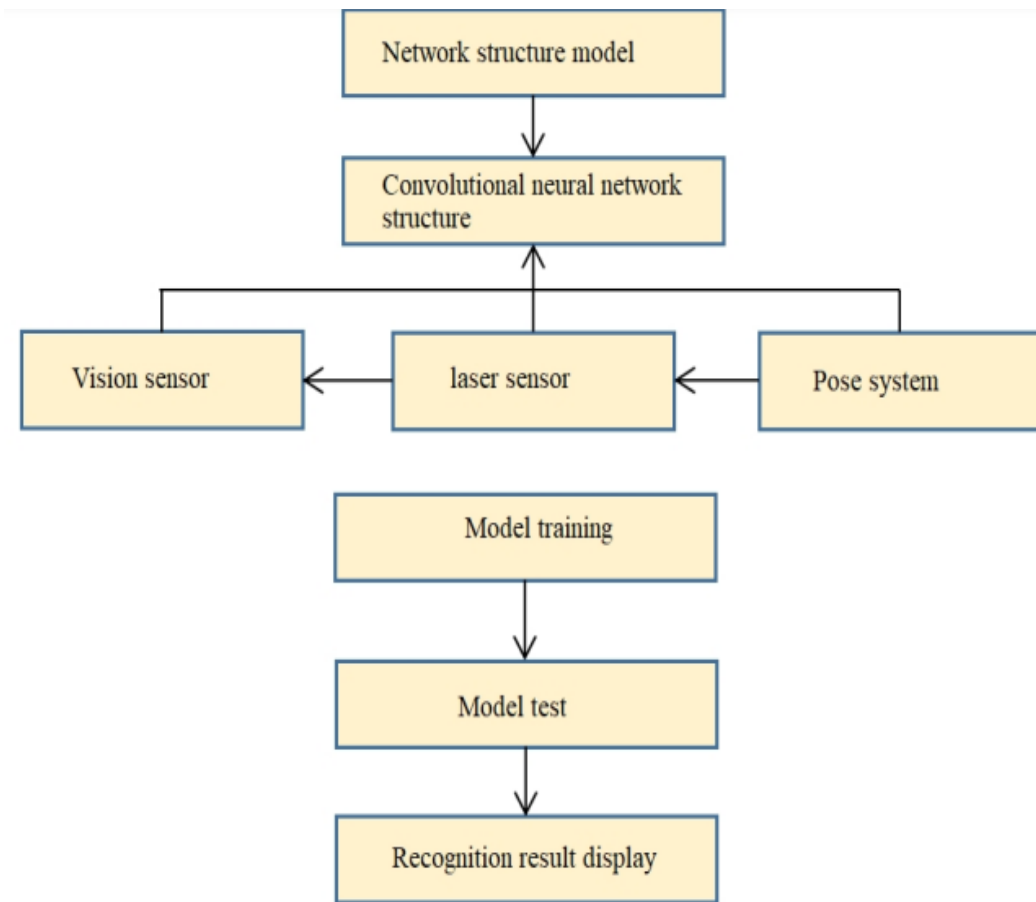 Network structure model
Convolutional neural network
structure
Vision sensor
laser sensor
Pose system
Model training
Model test
Recognition result display